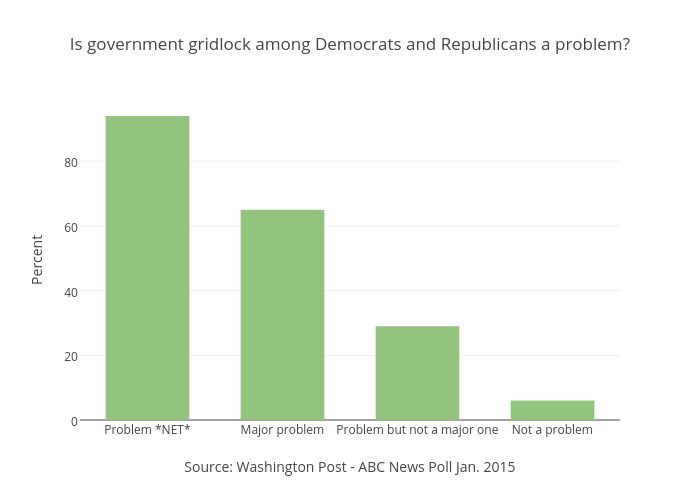 Is government gridlock among Democrats and Republicans a problem?
Percent
80
60
40
20
0
Problem *NET*
Major problem
Problem but not a major one
Not a problem
Source: Washington Post - ABC News Poll Jan. 2015